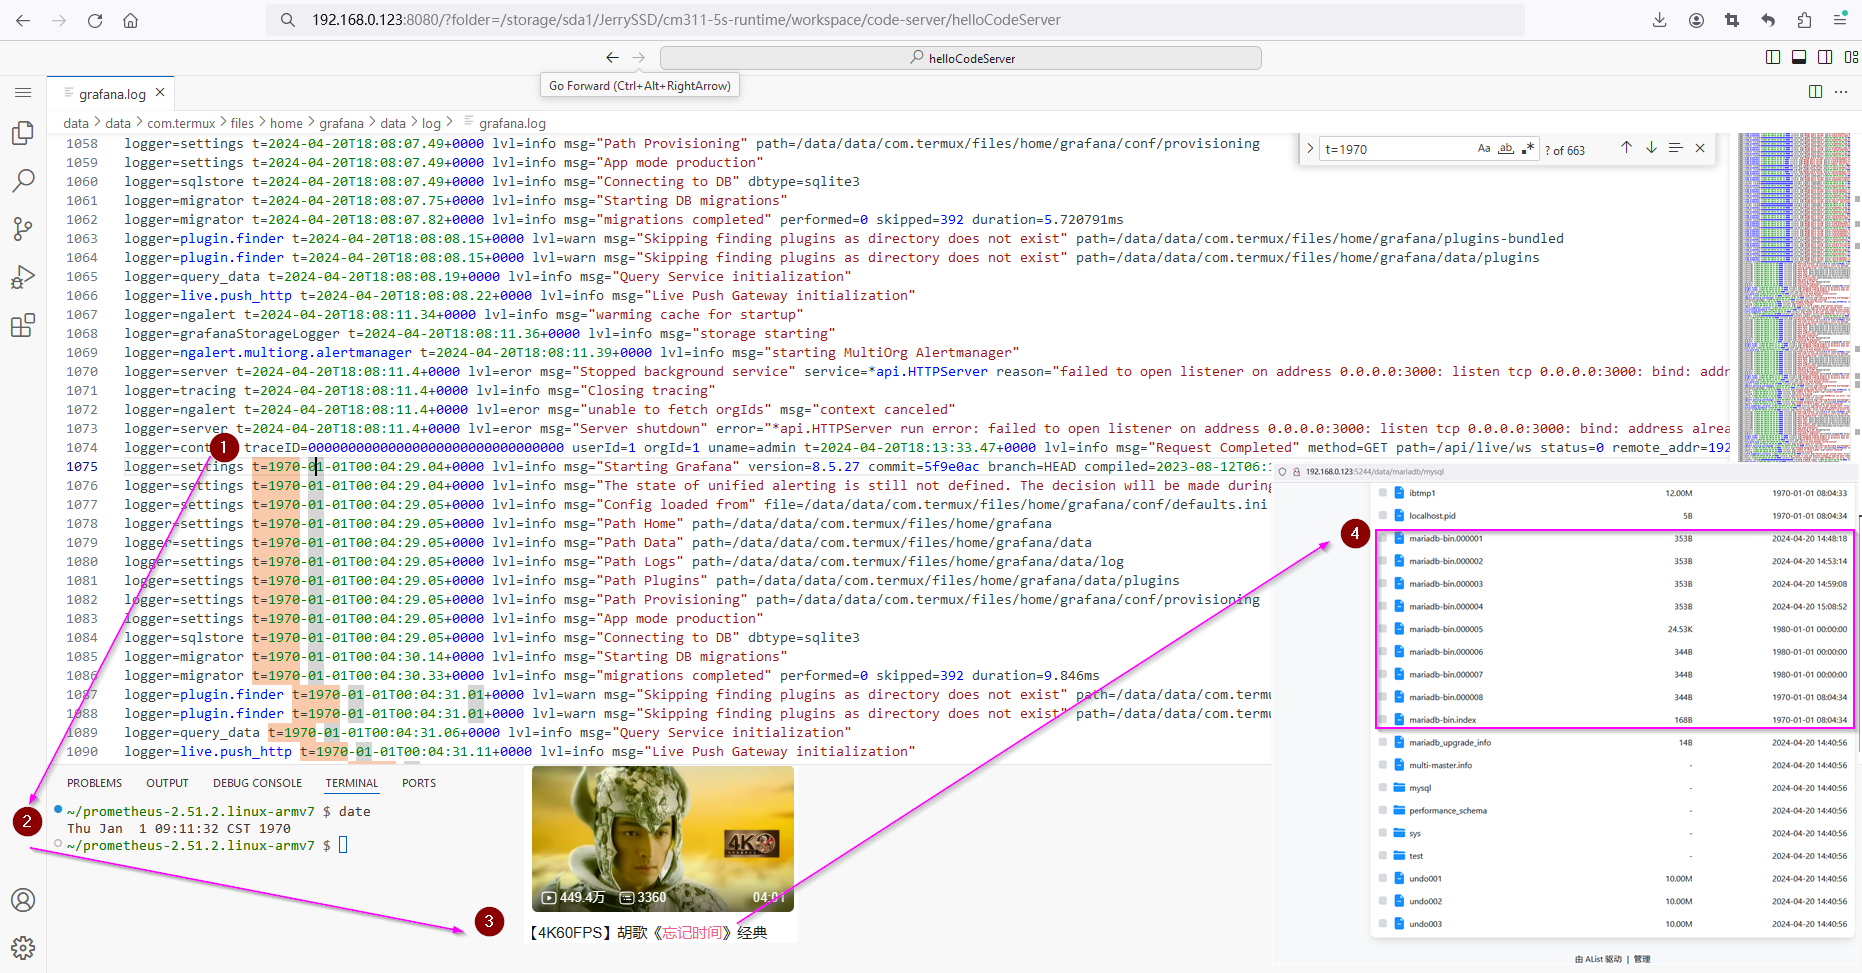 192.168.0.123:8080/?folder=/storage/sda1/JerrySSD/cm311-5s-runtime/workspace/code-server/helloCodeServer
helloCodeServer
Go Forward (Ctrl+Alt+RightArrow)
grafana.log
data > data > com.termux > files > home > grafana > data > log > grafana.log
t=1970
Aa ab .* ? of 663
1058 logger=settings t=2024-04-20T18:08:07.49+0000 lvl=info msg="Path Provisioning" path=/data/data/com.termux/files/home/grafana/conf/provisioning
1059 logger=settings t=2024-04-20T18:08:07.49+0000 lvl=info msg="App mode production"
1060 logger=sqlstore t=2024-04-20T18:08:07.49+0000 lvl=info msg="Connecting to DB" dbtype=sqlite3
1061 logger=migrator t=2024-04-20T18:08:07.75+0000 lvl=info msg="Starting DB migrations"
1062 logger=migrator t=2024-04-20T18:08:07.82+0000 lvl=info msg="migrations completed" performed=0 skipped=392 duration=5.720791ms
1063 logger=plugin.finder t=2024-04-20T18:08:08.15+0000 lvl=warn msg="Skipping finding plugins as directory does not exist" path=/data/data/com.termux/files/home/grafana/plugins-bundled
1064 logger=plugin.finder t=2024-04-20T18:08:08.15+0000 lvl=warn msg="Skipping finding plugins as directory does not exist" path=/data/data/com.termux/files/home/grafana/data/plugins
1065 logger=query_data t=2024-04-20T18:08:08.19+0000 lvl=info msg="Query Service initialization"
1066 logger=live.push_http t=2024-04-20T18:08:08.22+0000 lvl=info msg="Live Push Gateway initialization"
1067 logger=ngalert t=2024-04-20T18:08:11.34+0000 lvl=info msg="warming cache for startup"
1068 logger=grafanaStorageLogger t=2024-04-20T18:08:11.36+0000 lvl=info msg="storage starting"
1069 logger=ngalert.multiorg.alertmanager t=2024-04-20T18:08:11.39+0000 lvl=info msg="starting MultiOrg Alertmanager"
1070 logger=server t=2024-04-20T18:08:11.4+0000 lvl=eror msg="Stopped background service" service=*api.HTTPServer reason="failed to open listener on address 0.0.0.0:3000: listen tcp 0.0.0.0:3000: bind: addr
1071 logger=tracing t=2024-04-20T18:08:11.4+0000 lvl=info msg="Closing tracing"
1072 logger=ngalert t=2024-04-20T18:08:11.4+0000 lvl=eror msg="unable to fetch orgIds" msg="context canceled"
1073 logger=server t=2024-04-20T18:08:11.4+0000 lvl=eror msg="Server shutdown" error="*api.HTTPServer run error: failed to open listener on address 0.0.0.0:3000: listen tcp 0.0.0.0:3000: bind: address alrea
1074 logger=cont traceID=00000000000000000000000000000000 userId=1 orgId=1 uname=admin t=2024-04-20T18:13:33.47+0000 lvl=info msg="Request Completed" method=GET path=/api/live/ws status=0 remote_addr=192
1075 logger=settings t=1970-01-01T00:04:29.04+0000 lvl=info msg="Starting Grafana" version=8.5.27 commit=5f9e0ac branch=HEAD compiled=2023-08-12T06:1
1076 logger=settings t=1970-01-01T00:04:29.04+0000 lvl=info msg="The state of unified alerting is still not defined. The decision will be made during
1077 logger=settings t=1970-01-01T00:04:29.05+0000 lvl=info msg="Config loaded from" file=/data/data/com.termux/files/home/grafana/conf/defaults.ini
1078 logger=settings t=1970-01-01T00:04:29.05+0000 lvl=info msg="Path Home" path=/data/data/com.termux/files/home/grafana
1079 logger=settings t=1970-01-01T00:04:29.05+0000 lvl=info msg="Path Data" path=/data/data/com.termux/files/home/grafana/data
1080 logger=settings t=1970-01-01T00:04:29.05+0000 lvl=info msg="Path Logs" path=/data/data/com.termux/files/home/grafana/data/log
1081 logger=settings t=1970-01-01T00:04:29.05+0000 lvl=info msg="Path Plugins" path=/data/data/com.termux/files/home/grafana/data/plugins
1082 logger=settings t=1970-01-01T00:04:29.05+0000 lvl=info msg="Path Provisioning" path=/data/data/com.termux/files/home/grafana/conf/provisioning
1083 logger=settings t=1970-01-01T00:04:29.05+0000 lvl=info msg="App mode production"
1084 logger=sqlstore t=1970-01-01T00:04:29.05+0000 lvl=info msg="Connecting to DB" dbtype=sqlite3
1085 logger=migrator t=1970-01-01T00:04:30.14+0000 lvl=info msg="Starting DB migrations"
1086 logger=migrator t=1970-01-01T00:04:30.33+0000 lvl=info msg="migrations completed" performed=0 skipped=392 duration=9.846ms
1087 logger=plugin.finder t=1970-01-01T00:04:31.01+0000 lvl=warn msg="Skipping finding plugins as directory does not exist" path=/data/data/com.termu
1088 logger=plugin.finder t=1970-01-01T00:04:31.01+0000 lvl=warn msg="Skipping finding plugins as directory does not exist" path=/data/data/com.termu
1089 logger=query_data t=1970-01-01T00:04:31.06+0000 lvl=info msg="Query Service initialization"
1090 logger=live.push_http t=1970-01-01T00:04:31.11+0000 lvl=info msg="Live Push Gateway initialization"
1
PROBLEMS OUTPUT DEBUG CONSOLE TERMINAL PORTS
2
~/prometheus-2.51.2.linux-armv7 $ date
Thu Jan  1 09:11:32 CST 1970
~/prometheus-2.51.2.linux-armv7 $
3
4K
449.4万 3360 04:01
【4K60FPS】胡歌《忘记时间》经典
4
192.168.0.123:5244/data/mariadb/mysql
ibtmp1 12.00M 1970-01-01 08:04:33
localhost.pid 5B 1970-01-01 08:04:34
mariadb-bin.000001 353B 2024-04-20 14:48:18
mariadb-bin.000002 353B 2024-04-20 14:53:14
mariadb-bin.000003 353B 2024-04-20 14:59:08
mariadb-bin.000004 353B 2024-04-20 15:08:52
mariadb-bin.000005 24.53K 1980-01-01 00:00:00
mariadb-bin.000006 344B 1980-01-01 00:00:00
mariadb-bin.000007 344B 1980-01-01 00:00:00
mariadb-bin.000008 344B 1970-01-01 08:04:34
mariadb-bin.index 168B 1970-01-01 08:04:34
mariadb_upgrade_info 14B 2024-04-20 14:40:56
multi-master.info - 2024-04-20 14:40:56
mysql - 2024-04-20 14:40:56
performance_schema - 2024-04-20 14:40:56
sys - 2024-04-20 14:40:56
test - 2024-04-20 14:40:56
undo001 10.00M 2024-04-20 14:40:56
undo002 10.00M 2024-04-20 14:40:56
undo003 10.00M 2024-04-20 14:40:56
由 AList 驱动 | 管理